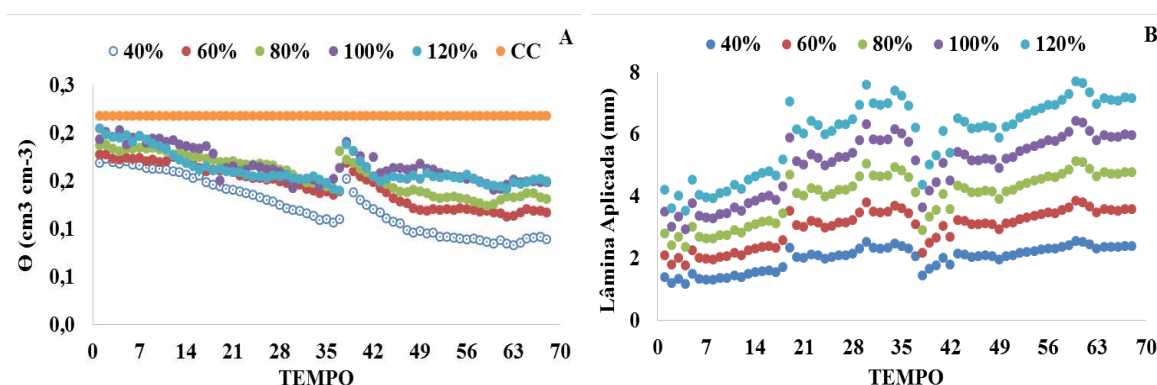 40% 60% 80% 100% 120% CC A
Ө (cm3 cm-3)
0,3
0,2
0,2
0,1
0,1
0,0
0 7 14 21 28 35 42 49 56 63 70
TEMPO
B
40% 60% 80% 100% 120%
Lâmina Aplicada (mm)
8
6
4
2
0
0 7 14 21 28 35 42 49 56 63 70
TEMPO